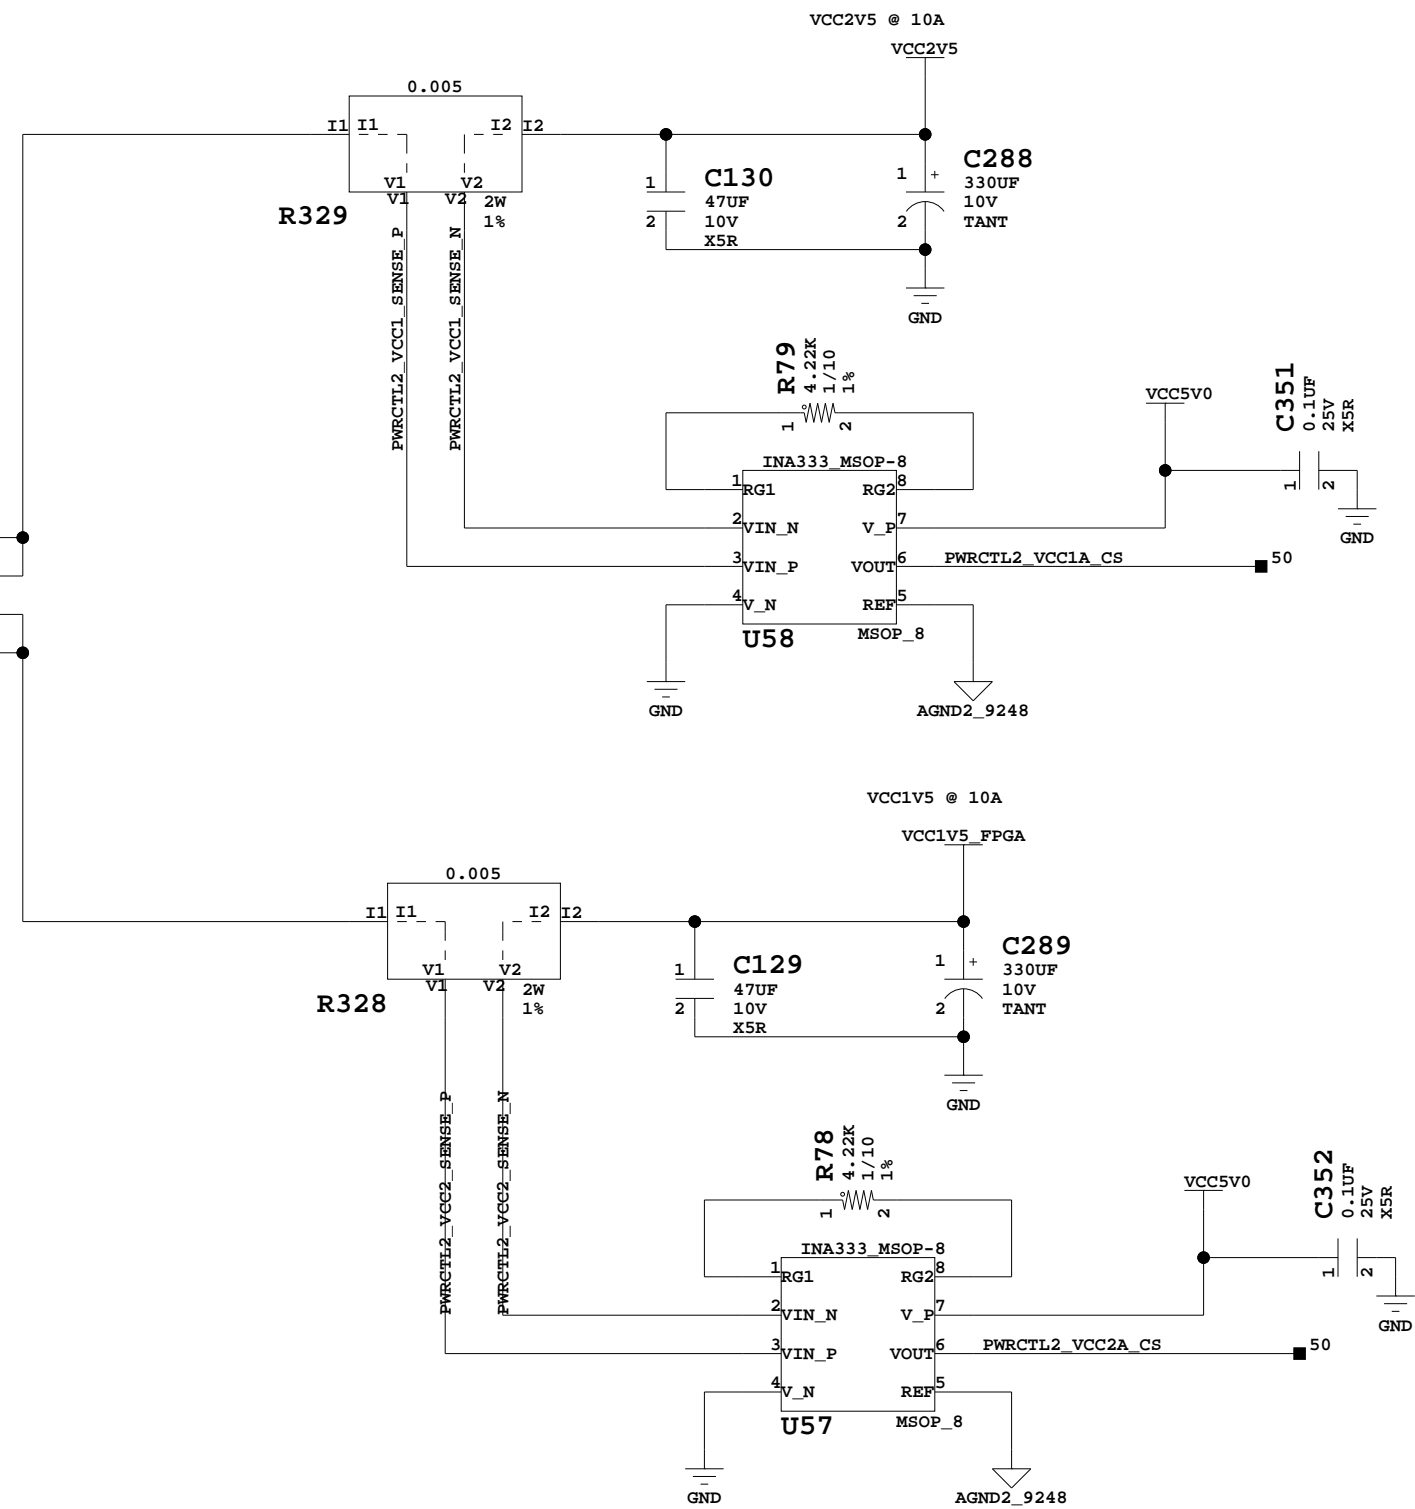 VCC2V5 @ 10A
VCC2V5
0.005
I1 I1 I2 I2
V1 V2
V1 V2
2W
1%
R329
PWRCTL2_VCC1_SENSE_P
PWRCTL2_VCC1_SENSE_N
1
2
C130
47UF
10V
X5R
1 +
2
C288
330UF
10V
TANT
GND
R79
4.22K
1/10
1%
1 2
INA333_MSOP-8
1 RG1 RG2 8
2 VIN_N V_P 7
3 VIN_P VOUT 6
4 V_N REF 5
U58
MSOP_8
VCC5V0
C351
0.1UF
25V
X5R
1 2
GND
PWRCTL2_VCC1A_CS
50
GND
AGND2_9248
VCC1V5 @ 10A
VCC1V5_FPGA
0.005
I1 I1 I2 I2
V1 V2
V1 V2
2W
1%
R328
PWRCTL2_VCC2_SENSE_P
PWRCTL2_VCC2_SENSE_N
1
2
C129
47UF
10V
X5R
1 +
2
C289
330UF
10V
TANT
GND
R78
4.22K
1/10
1%
1 2
INA333_MSOP-8
1 RG1 RG2 8
2 VIN_N V_P 7
3 VIN_P VOUT 6
4 V_N REF 5
U57
MSOP_8
VCC5V0
C352
0.1UF
25V
X5R
1 2
GND
PWRCTL2_VCC2A_CS
50
GND
AGND2_9248